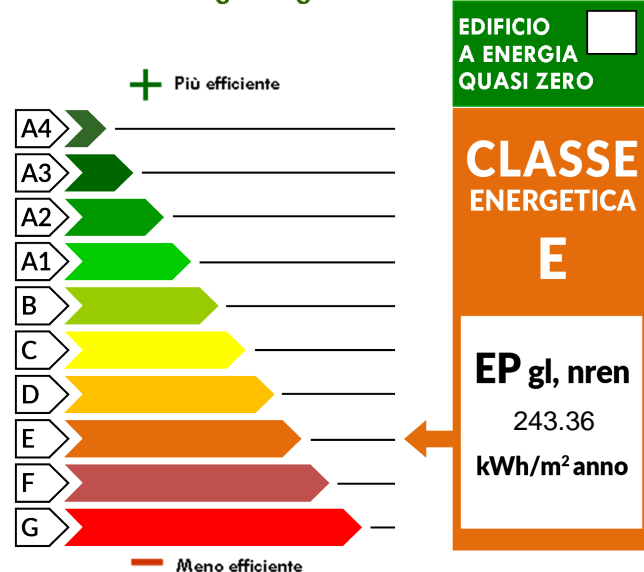 EDIFICIO
A ENERGIA
QUASI ZERO
Più efficiente
A4
A3
A2
A1
B
C
D
E
F
G
Meno efficiente
CLASSE
ENERGETICA
E
EP gl, nren
243.36
kWh/m² anno